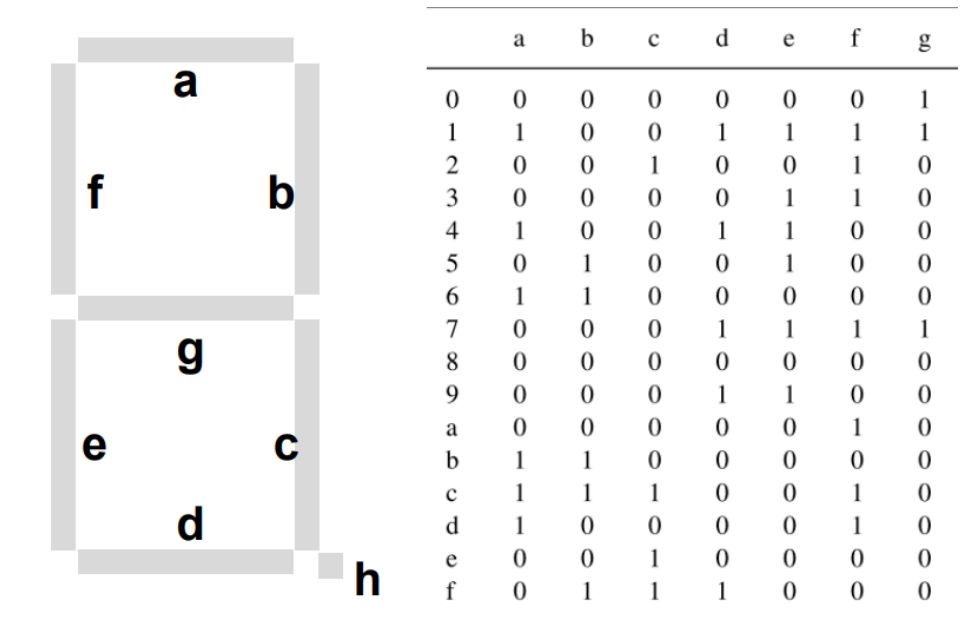 a
f b
g
e c
d
h
a b c d e f g
0 0 0 0 0 0 0 1
1 1 0 0 1 1 1 1
2 0 0 1 0 0 1 0
3 0 0 0 0 1 1 0
4 1 0 0 1 1 0 0
5 0 1 0 0 1 0 0
6 1 1 0 0 0 0 0
7 0 0 0 1 1 1 1
8 0 0 0 0 0 0 0
9 0 0 0 1 1 0 0
a 0 0 0 0 0 1 0
b 1 1 0 0 0 0 0
c 1 1 1 0 0 1 0
d 1 0 0 0 0 1 0
e 0 0 1 0 0 0 0
f 0 1 1 1 0 0 0